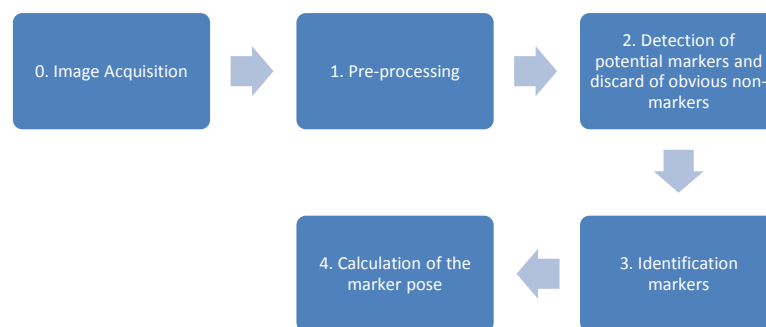 0. Image Acquisition
1. Pre-processing
2. Detection of
potential markers and
discard of obvious non-
markers
3. Identification
markers
4. Calculation of the
marker pose